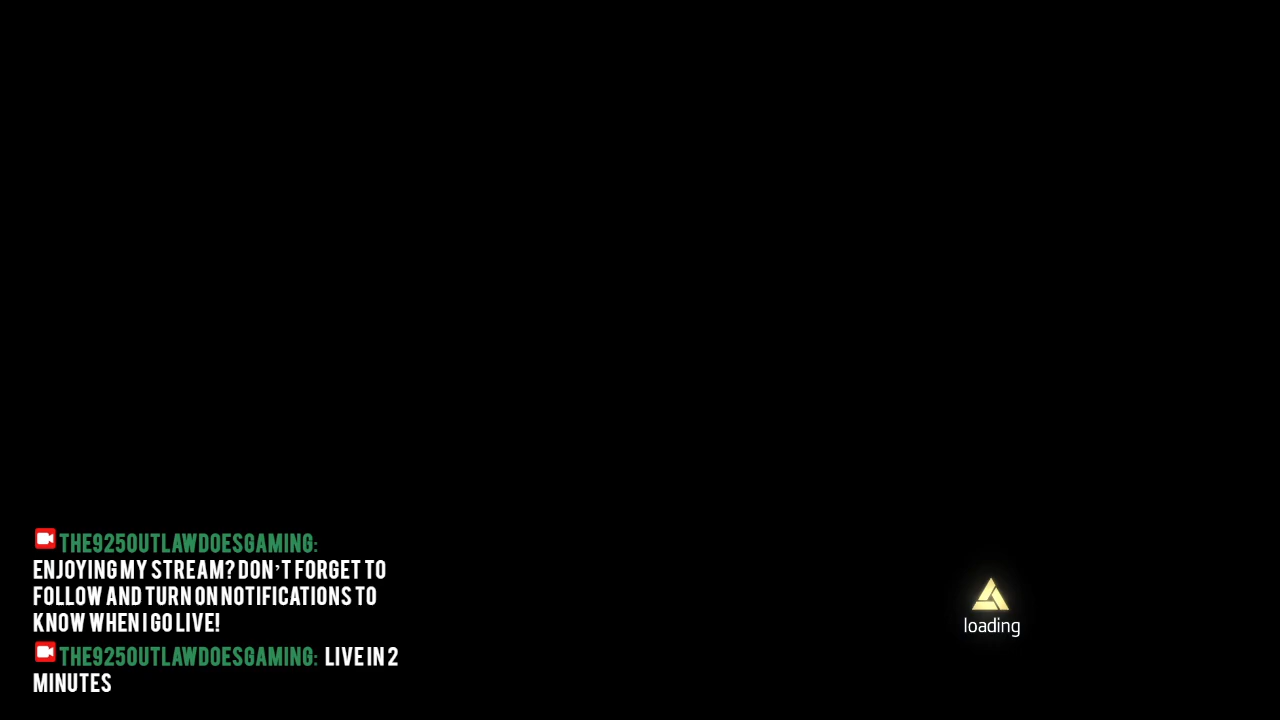 THE925OUTLAWDOESGAMING:
ENJOYING MY STREAM? DON'T FORGET TO
FOLLOW AND TURN ON NOTIFICATIONS TO
KNOW WHEN I GO LIVE!
THE925OUTLAWDOESGAMING: LIVE IN 2
MINUTES
loading